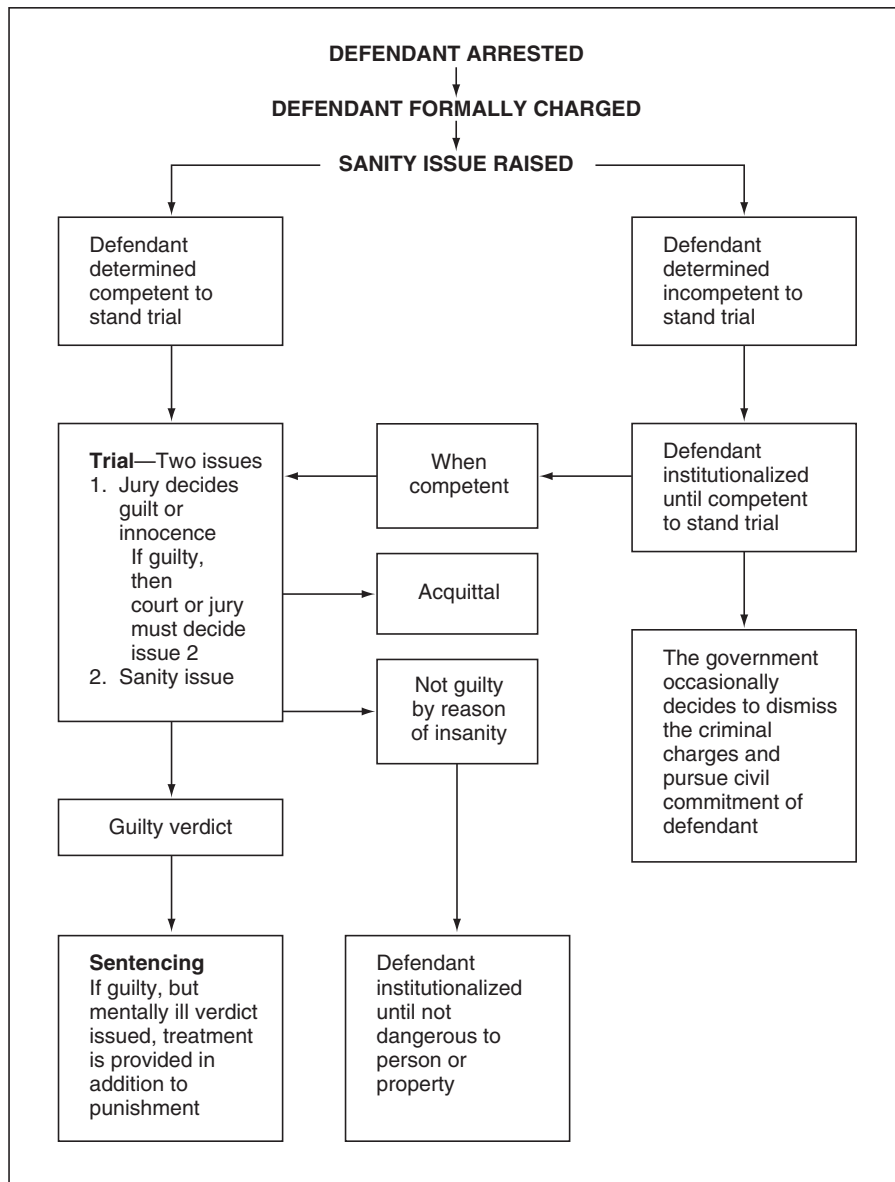 DEFENDANT ARRESTED
DEFENDANT FORMALLY CHARGED
SANITY ISSUE RAISED
Defendant
determined
competent to
stand trial
Defendant
determined
incompetent to
stand trial
Trial—Two issues
1. Jury decides
guilt or
innocence
If guilty,
then
court or jury
must decide
issue 2
2. Sanity issue
When
competent
Defendant
institutionalized
until competent
to stand trial
Acquittal
Not guilty
by reason
of insanity
The government
occasionally
decides to dismiss
the criminal
charges and
pursue civil
commitment of
defendant
Guilty verdict
Sentencing
If guilty, but
mentally ill verdict
issued, treatment
is provided in
addition to
punishment
Defendant
institutionalized
until not
dangerous to
person or
property